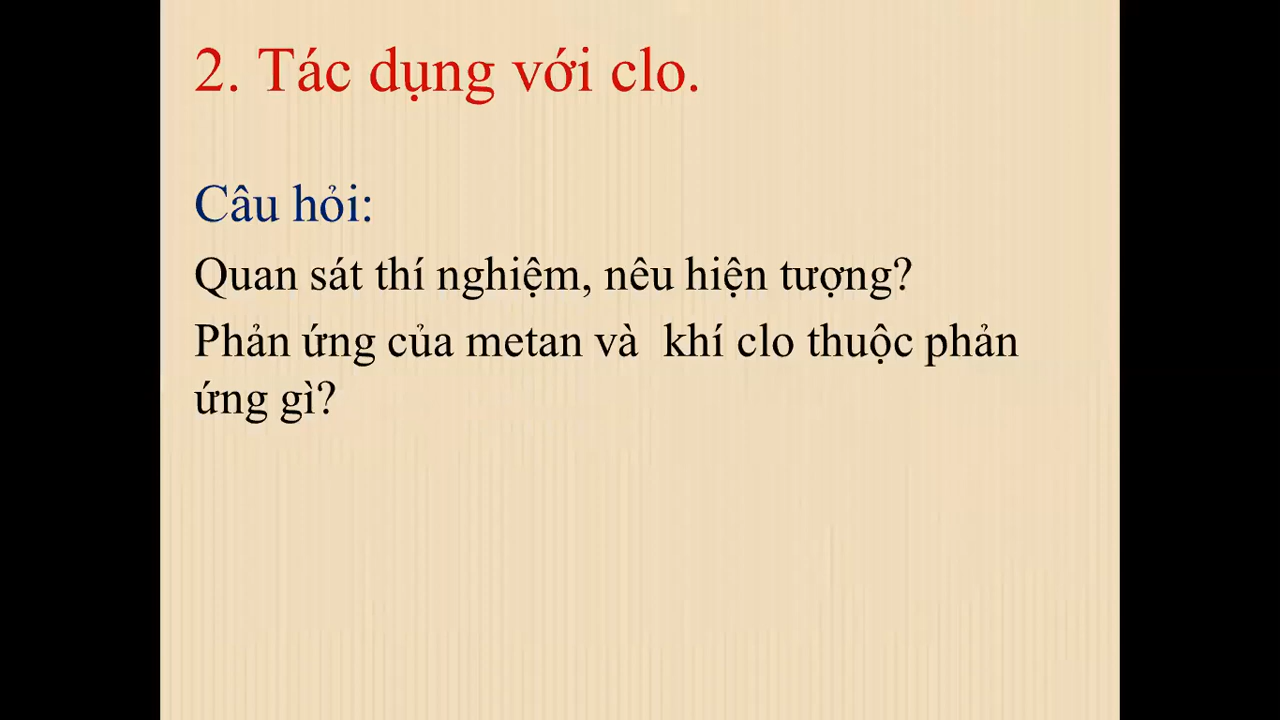 2. Tác dụng với clo.
Câu hỏi:
Quan sát thí nghiệm, nêu hiện tượng?
Phản ứng của metan và  khí clo thuộc phản
ứng gì?